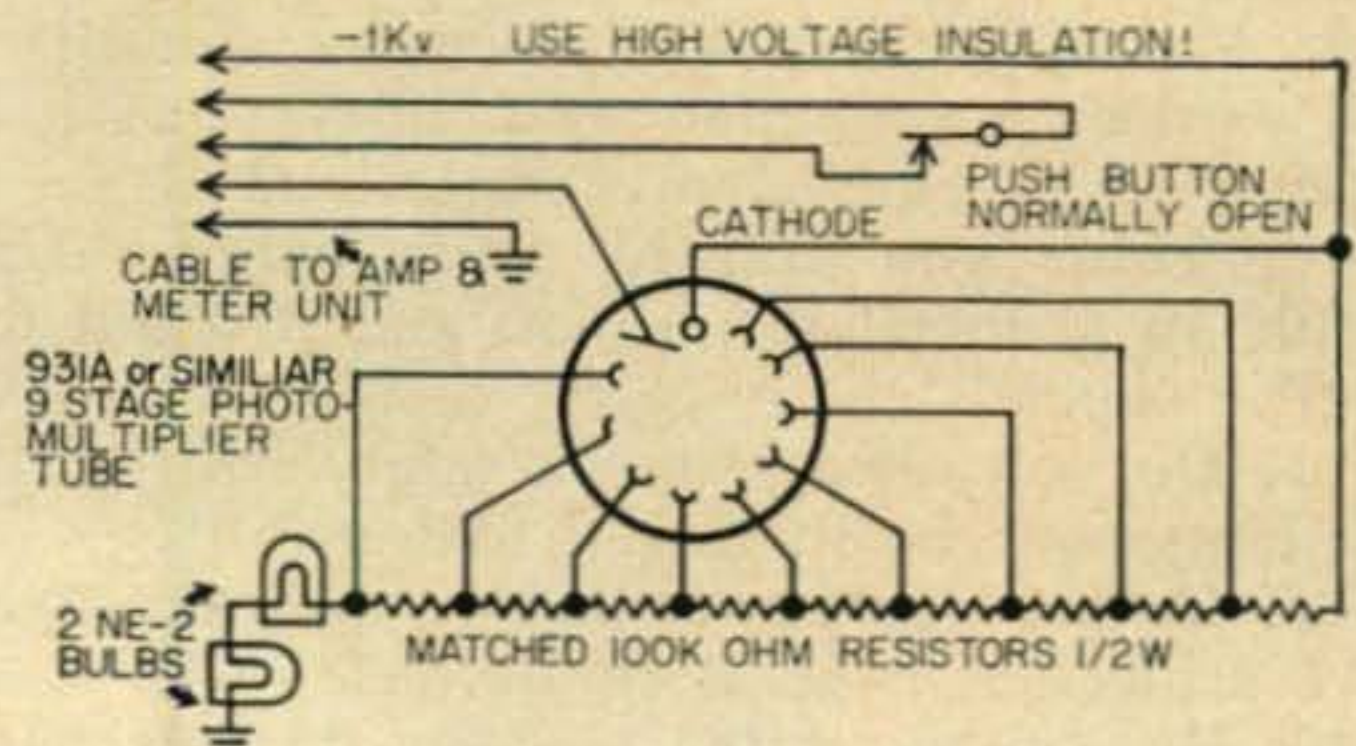 -1Kv USE HIGH VOLTAGE INSULATION!
PUSH BUTTON
NORMALLY OPEN
CATHODE
CABLE TO AMP &
METER UNIT
931A or SIMILIAR
9 STAGE PHOTO-
MULTIPLIER
TUBE
2 NE-2
BULBS
MATCHED 100K OHM RESISTORS 1/2W